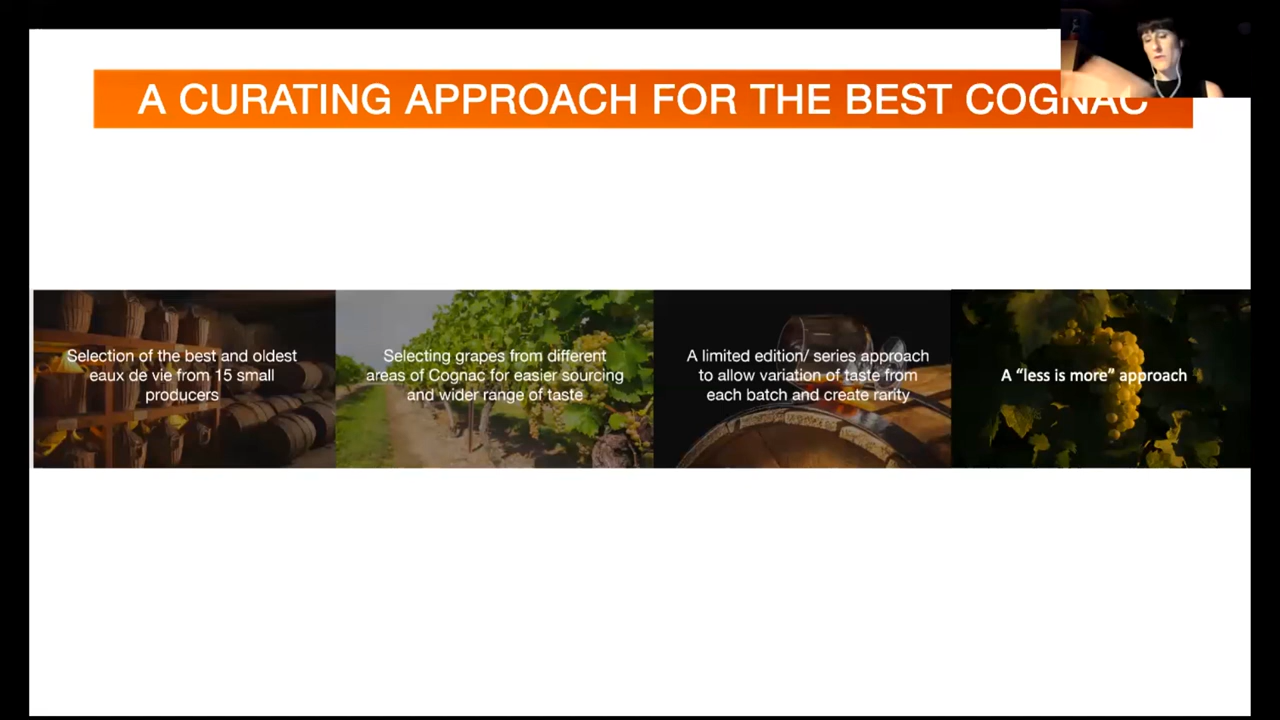 A CURATING APPROACH FOR THE BEST COGNAC
Selection of the best and oldest
eaux de vie from 15 small
producers
Selecting grapes from different
areas of Cognac for easier sourcing
and wider range of taste
A limited edition/ series approach
to allow variation of taste from
each batch and create rarity
A “less is more” approach